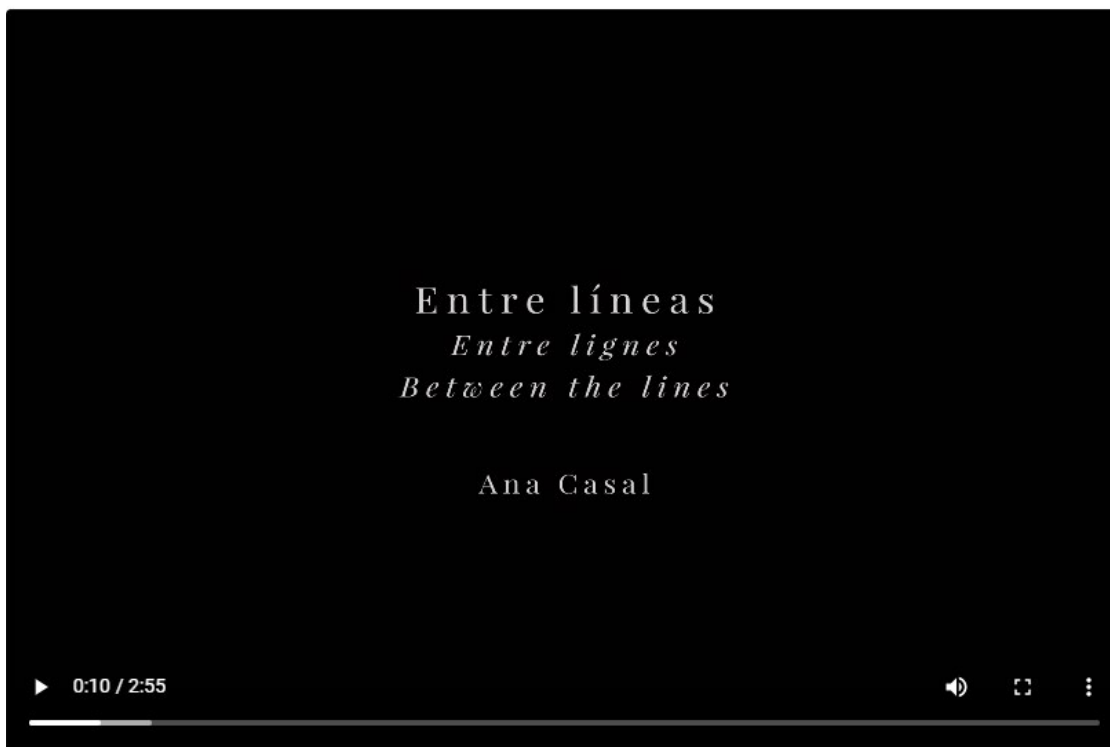 Entre líneas
Entre lignes
Between the lines
Ana Casal
0:10 / 2:55